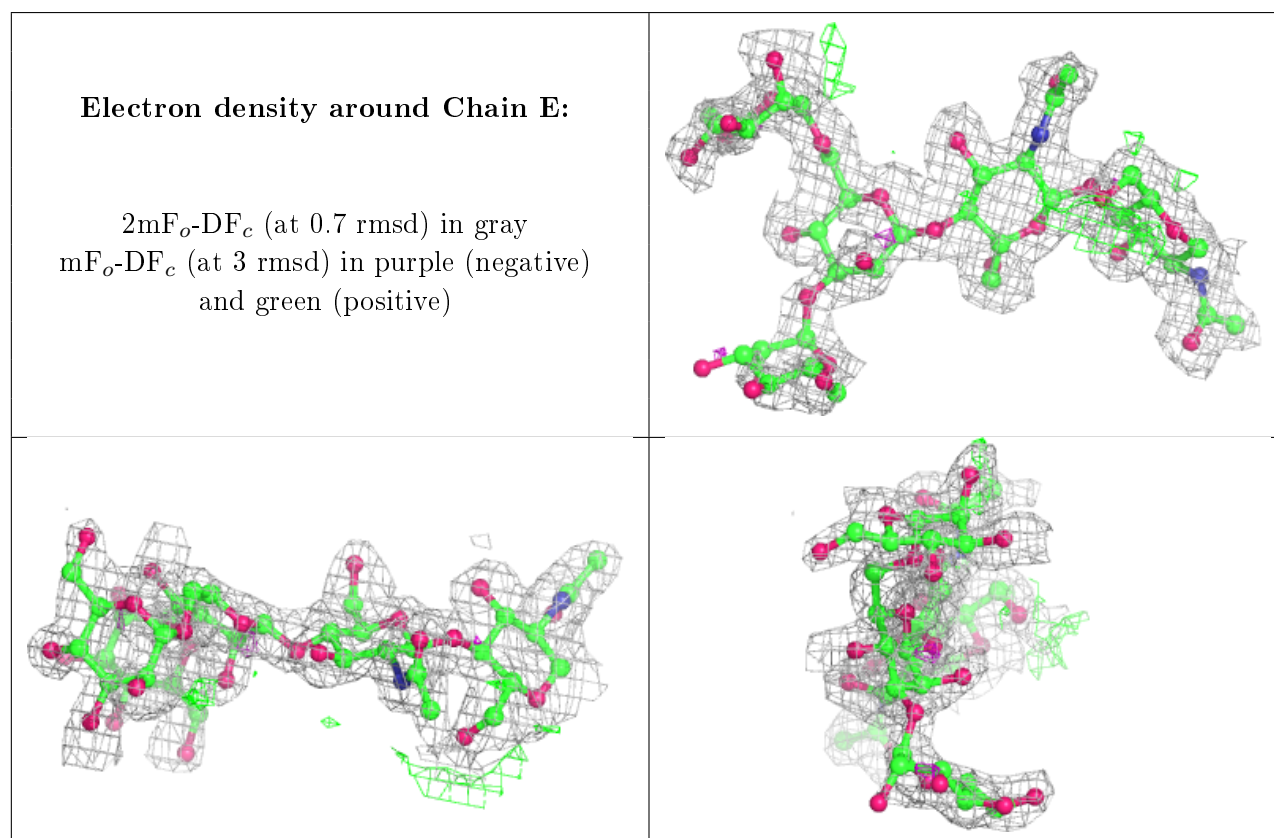 Electron density around Chain E:
2mFₒ-DF𝒸 (at 0.7 rmsd) in gray
mFₒ-DF𝒸 (at 3 rmsd) in purple (negative)
and green (positive)